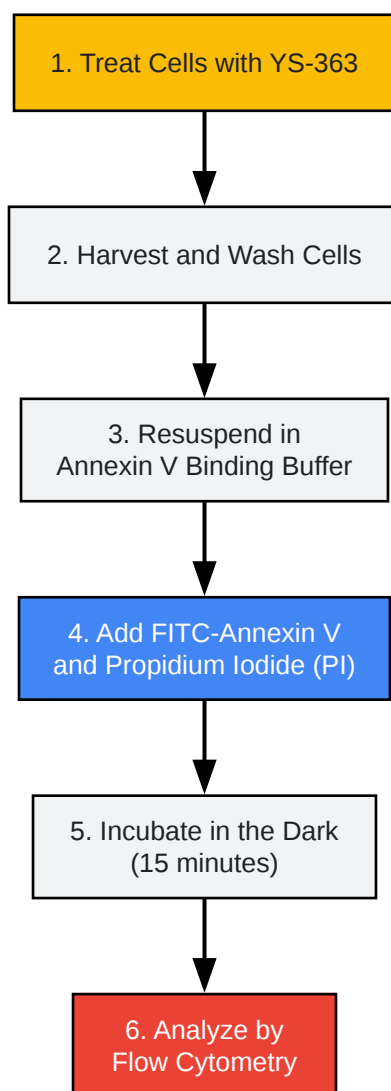 1. Treat Cells with YS-363
2. Harvest and Wash Cells
3. Resuspend in
Annexin V Binding Buffer
4. Add FITC-Annexin V
and Propidium Iodide (PI)
5. Incubate in the Dark
(15 minutes)
6. Analyze by
Flow Cytometry